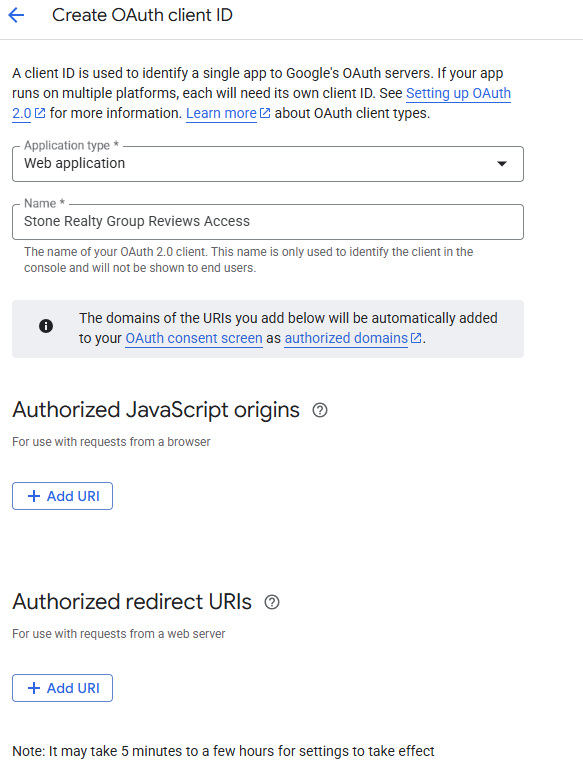 Create OAuth client ID
A client ID is used to identify a single app to Google's OAuth servers. If your app
runs on multiple platforms, each will need its own client ID. See Setting up OAuth
2.0 for more information. Learn more about OAuth client types.
Application type *
Web application
Name *
Stone Realty Group Reviews Access
The name of your OAuth 2.0 client. This name is only used to identify the client in the
console and will not be shown to end users.
The domains of the URIs you add below will be automatically added
to your OAuth consent screen as authorized domains.
Authorized JavaScript origins
For use with requests from a browser
+ Add URI
Authorized redirect URIs
For use with requests from a web server
+ Add URI
Note: It may take 5 minutes to a few hours for settings to take effect